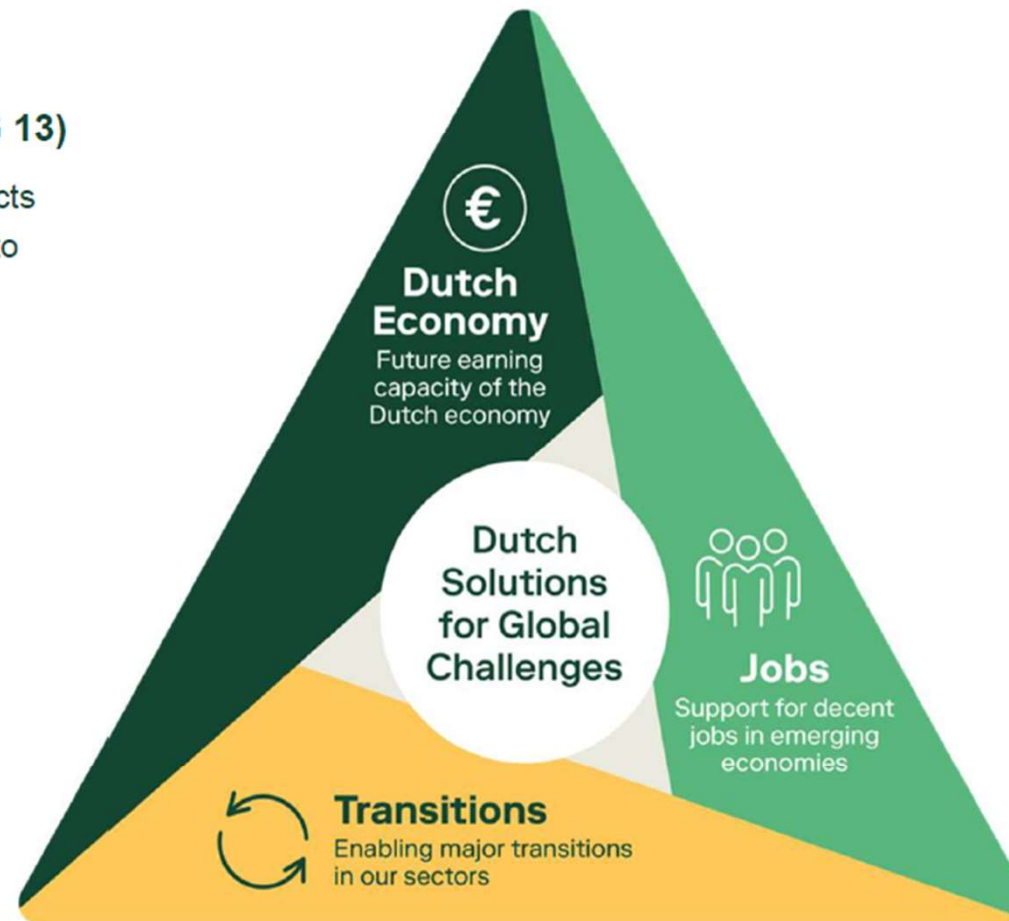 13)
cts
to
€
Dutch
Economy
Future earning
capacity of the
Dutch economy
Dutch
Solutions
for Global
Challenges
Jobs
Support for decent
jobs in emerging
economies
Transitions
Enabling major transitions
in our sectors